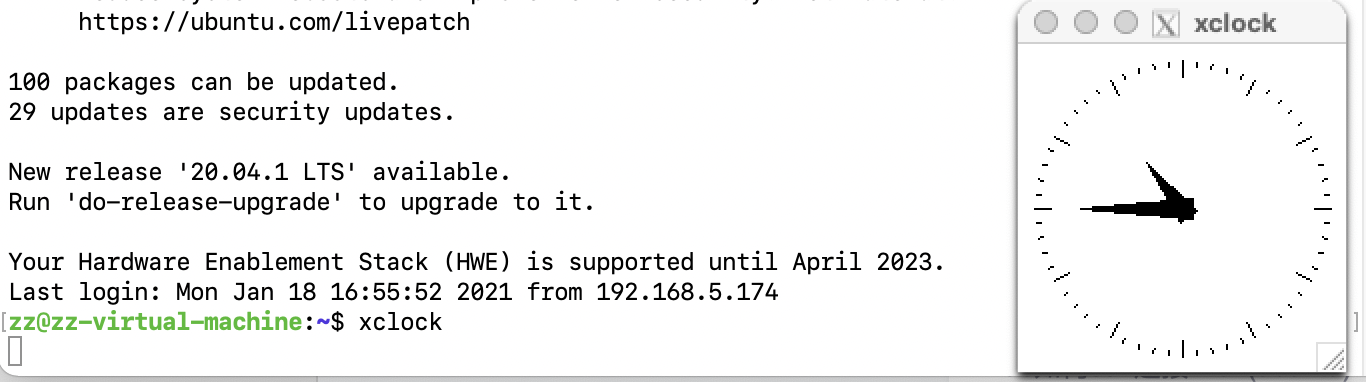 https://ubuntu.com/livepatch
100 packages can be updated.
29 updates are security updates.
New release '20.04.1 LTS' available.
Run 'do-release-upgrade' to upgrade to it.
Your Hardware Enablement Stack (HWE) is supported until April 2023.
Last login: Mon Jan 18 16:55:52 2021 from 192.168.5.174
[zz@zz-virtual-machine:~$ xclock ]
xclock